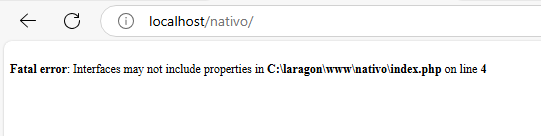 localhost/nativo/
Fatal error: Interfaces may not include properties in C:\laragon\www\nativo\index.php on line 4